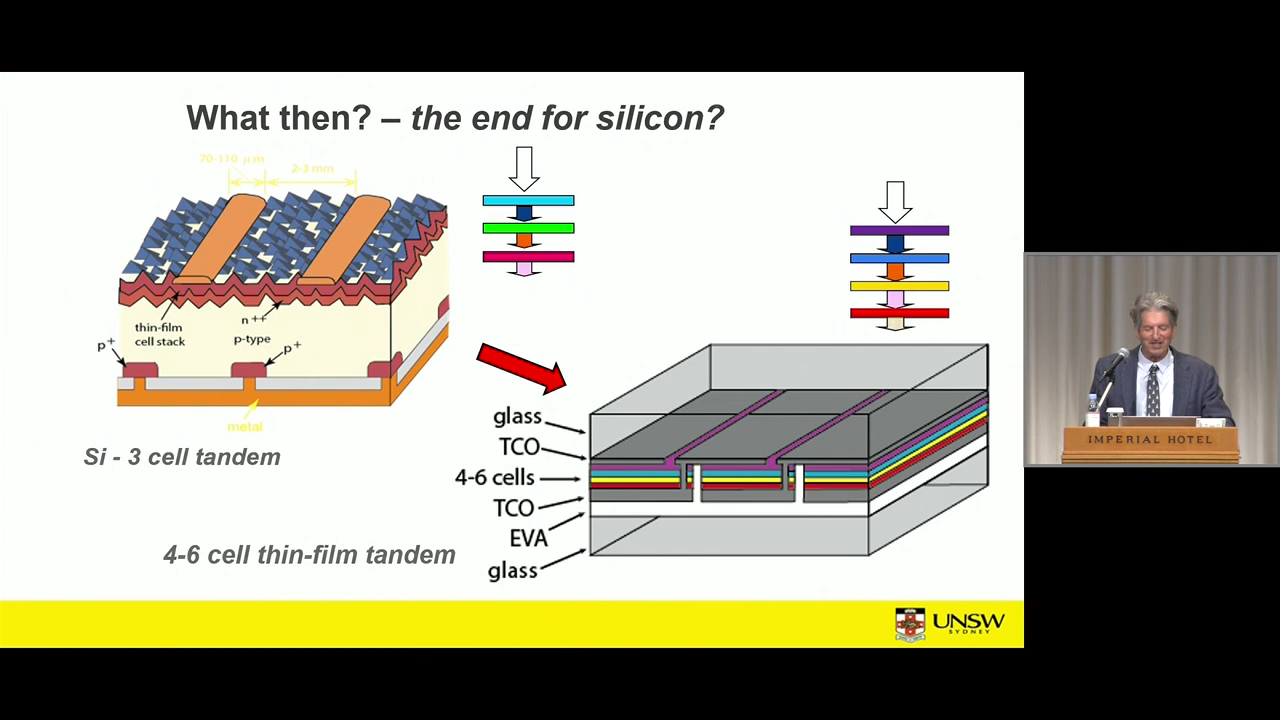 What then? – the end for silicon?
70-110 µm
2-3 mm
thin-film
cell stack
n++
p-type
p+
p+
metal
Si - 3 cell tandem
4-6 cell thin-film tandem
glass
TCO
4-6 cells
TCO
EVA
glass
UNSW
SYDNEY
IMPERIAL HOTEL